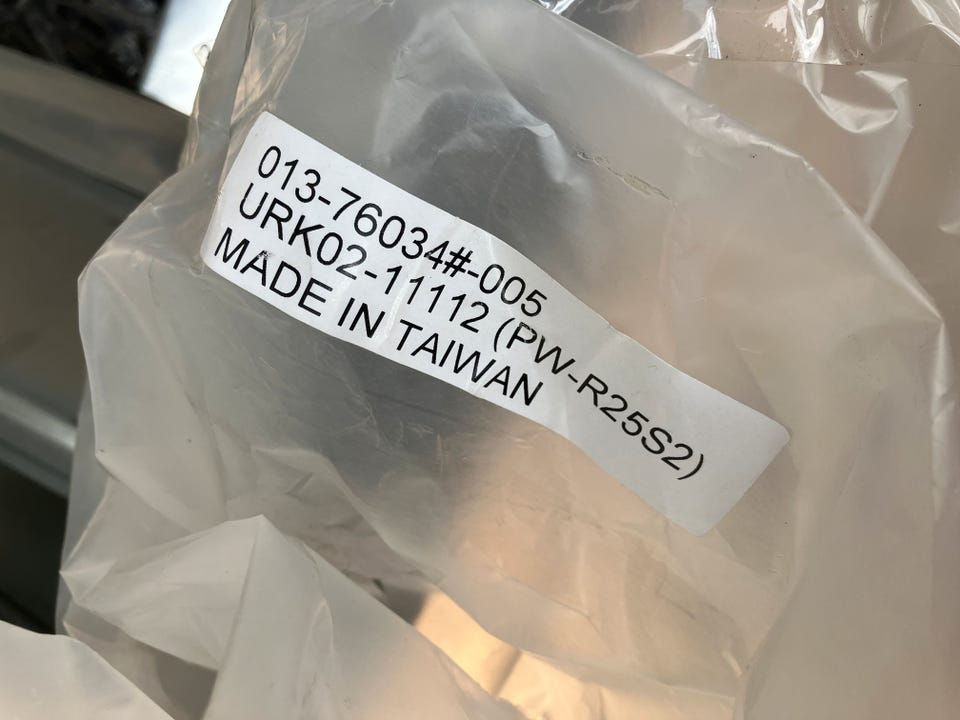 013-76034#-005
URK02-11112 (PW-R25S2)
MADE IN TAIWAN